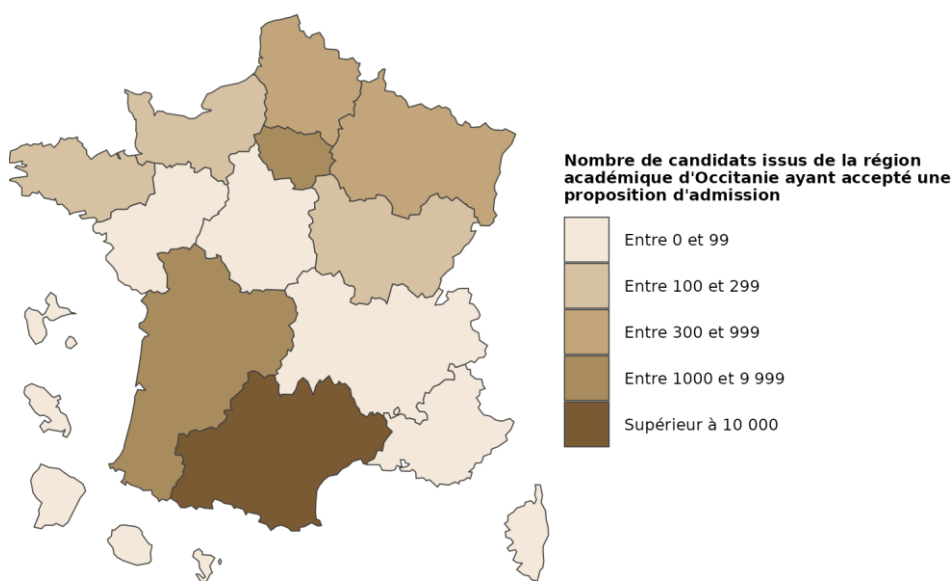 Nombre de candidats issus de la région
académique d'Occitanie ayant accepté une
proposition d'admission
Entre 0 et 99
Entre 100 et 299
Entre 300 et 999
Entre 1000 et 9 999
Supérieur à 10 000